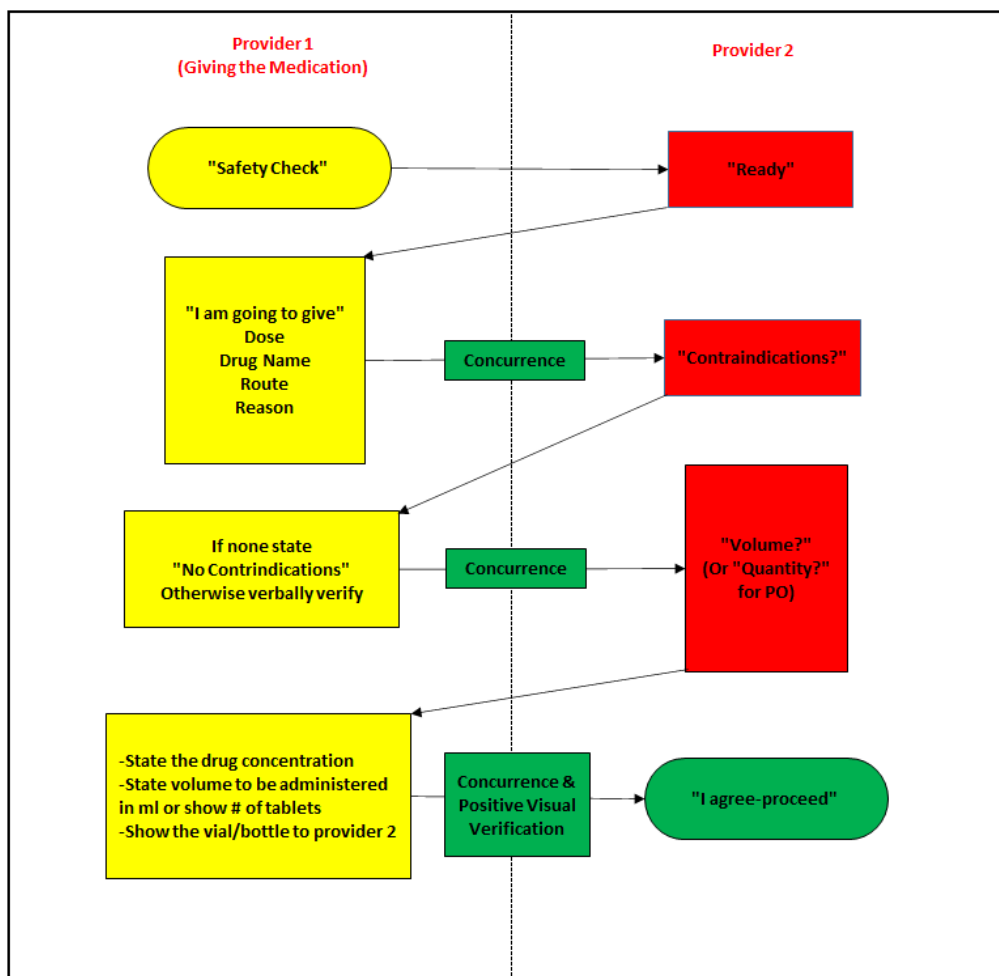 Provider 1
(Giving the Medication)
Provider 2
"Safety Check"
"Ready"
"I am going to give"
Dose
Drug Name
Route
Reason
Concurrence
"Contraindications?"
If none state
"No Contrindications"
Otherwise verbally verify
Concurrence
"Volume?"
(Or "Quantity?"
for PO)
-State the drug concentration
-State volume to be administered
in ml or show # of tablets
-Show the vial/bottle to provider 2
Concurrence &
Positive Visual
Verification
"I agree-proceed"